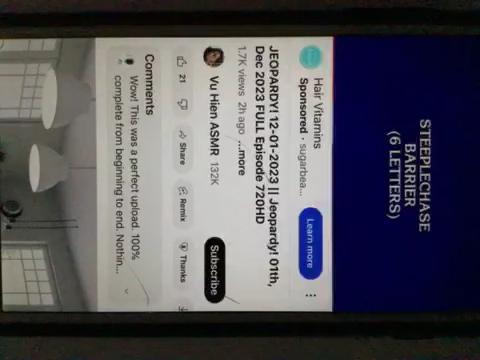 STEEPLECHASE
BARRIER
(6 LETTERS)
Hair Vitamins
Sponsored · sugarbea...
Learn more
JEOPARDY! 12-01-2023 || Jeopardy! 01th,
Dec 2023 FULL Episode 720HD
1.7K views 2h ago ...more
Vu Hien ASMR 132K
Subscribe
21
Share
Remix
Thanks
Comments
Wow! This was a perfect upload. 100%
complete from beginning to end. Nothin...